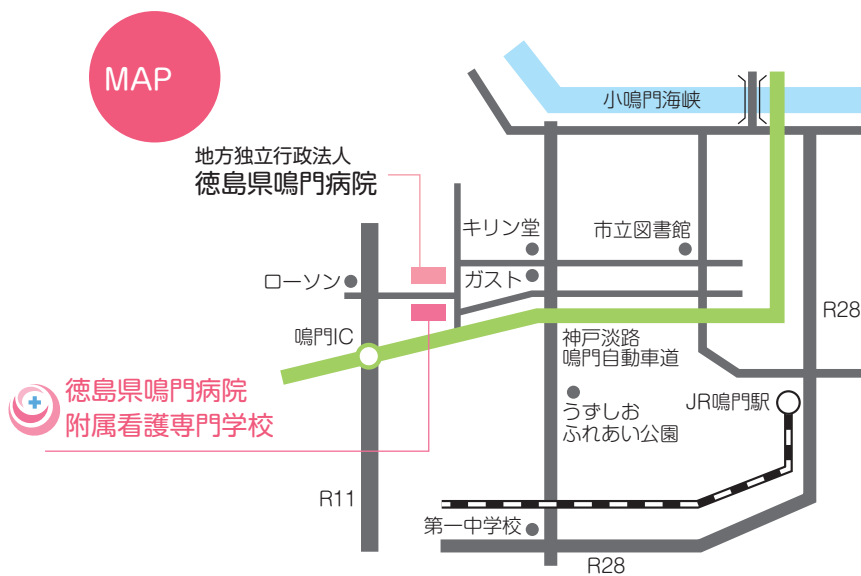 MAP
小鳴門海峡
地方独立行政法人
徳島県鳴門病院
キリン堂
市立図書館
ローソン
ガスト
R28
鳴門IC
神戸淡路
鳴門自動車道
徳島県鳴門病院
附属看護専門学校
JR鳴門駅
うずしお
ふれあい公園
R11
第一中学校
R28